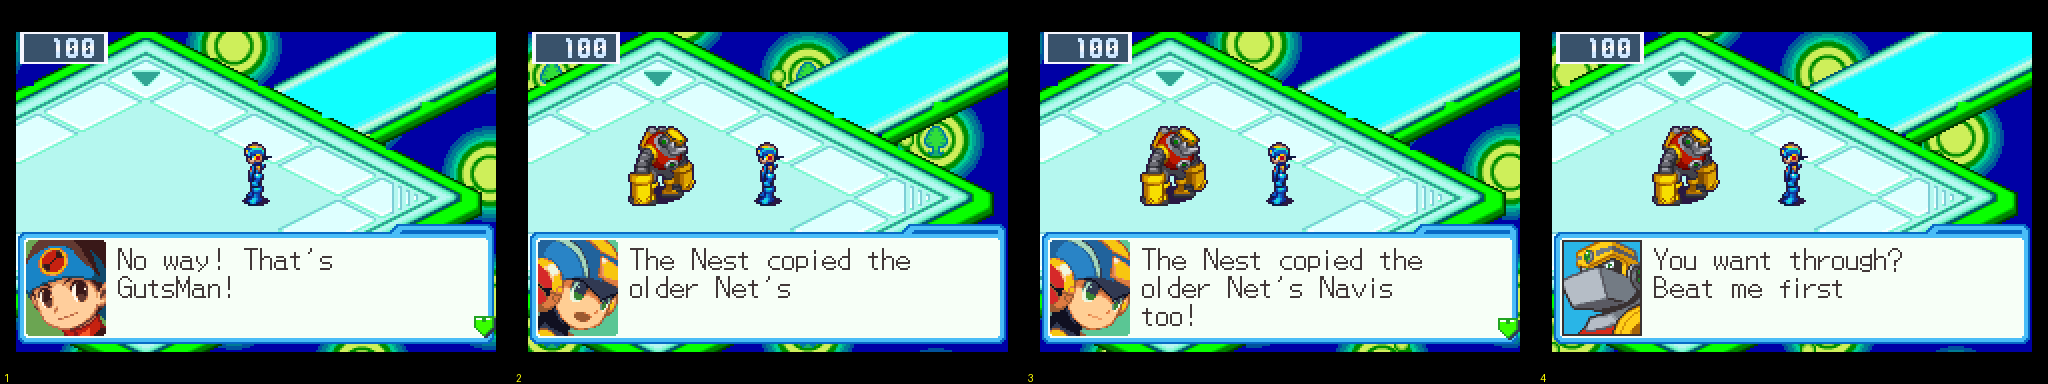 100
No way! That's
GutsMan!
1
100
The Nest copied the
older Net's
2
100
The Nest copied the
older Net's Navis
too!
3
100
You want through?
Beat me first
4